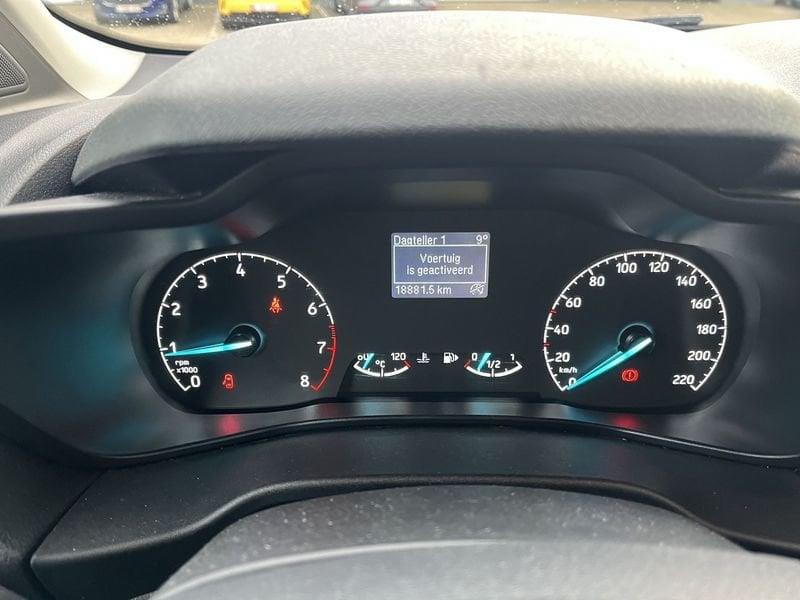 Dagteller 1 9°
Voertuig
is geactiveerd
18881.5 km
0 1 2 3 4 5 6 7 8
rpm
x1000
120
°C
0 1/2 1
0 20 40 60 80 100 120 140 160 180 200 220
km/h